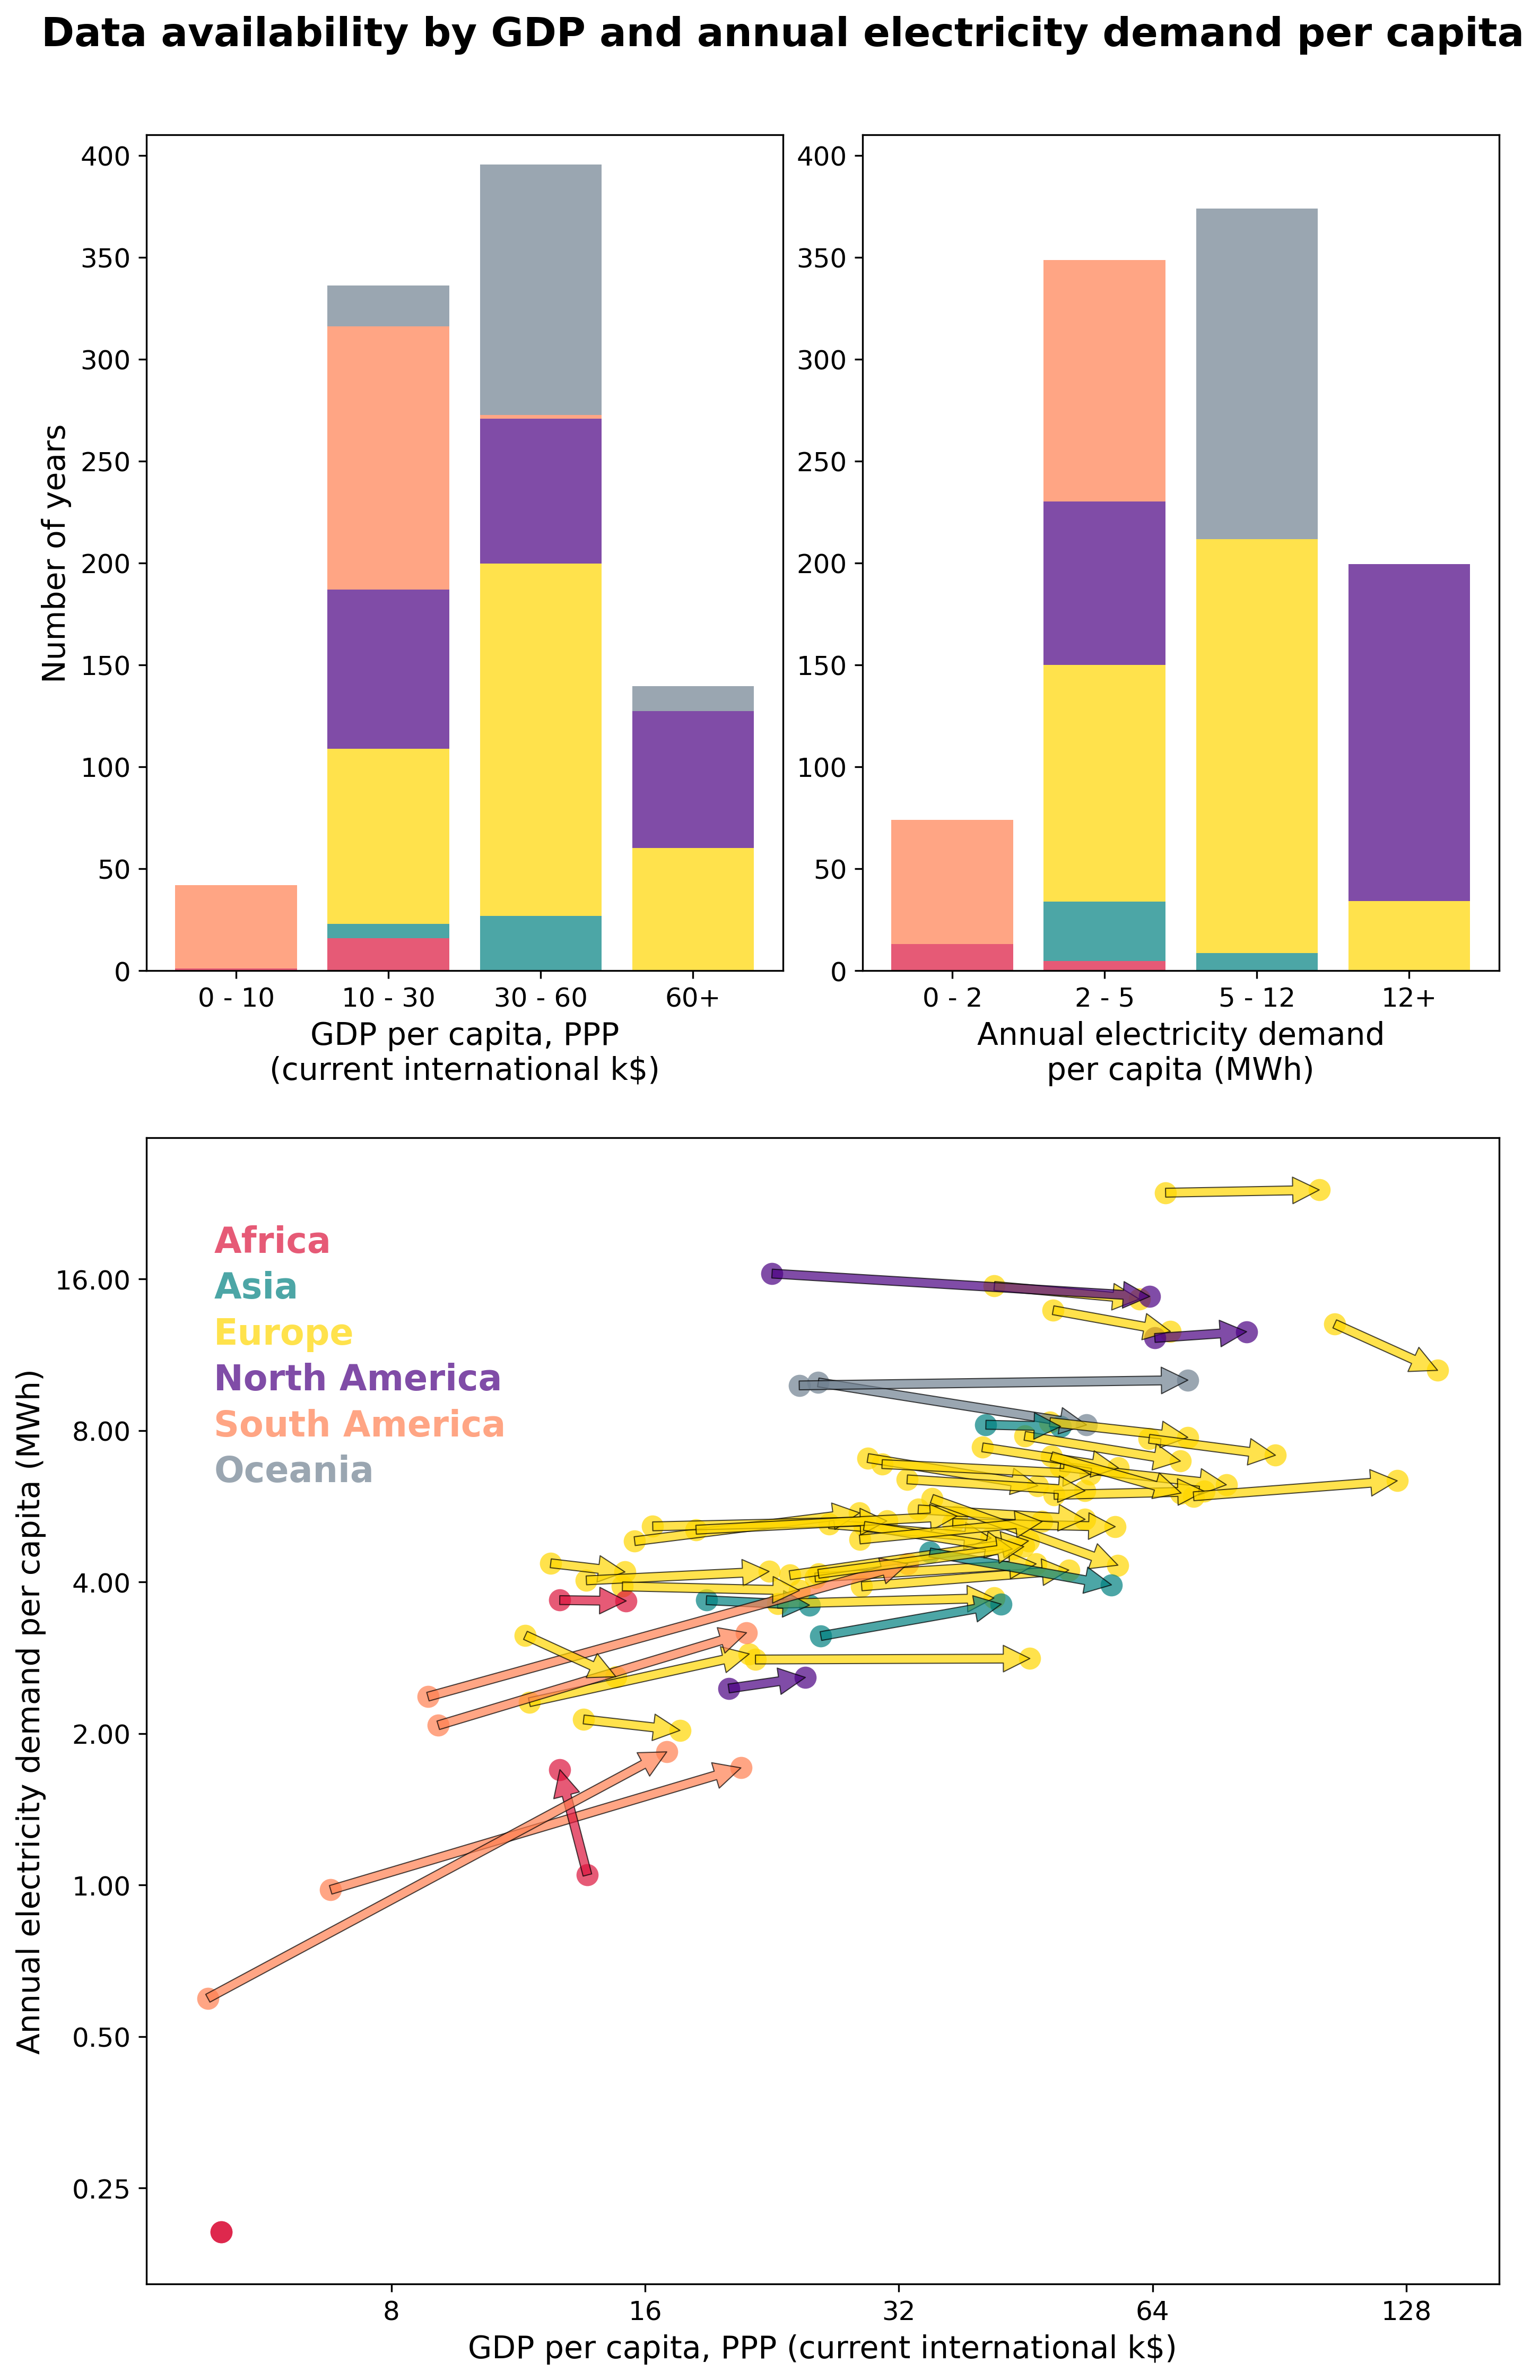 Data availability by GDP and annual electricity demand per capita
400
350
300
250
200
150
100
50
0
Number of years
0 - 10
10 - 30
30 - 60
60+
GDP per capita, PPP
(current international k$)
400
350
300
250
200
150
100
50
0
0 - 2
2 - 5
5 - 12
12+
Annual electricity demand
per capita (MWh)
Africa
Asia
Europe
North America
South America
Oceania
16.00
8.00
4.00
2.00
1.00
0.50
0.25
Annual electricity demand per capita (MWh)
8
16
32
64
128
GDP per capita, PPP (current international k$)